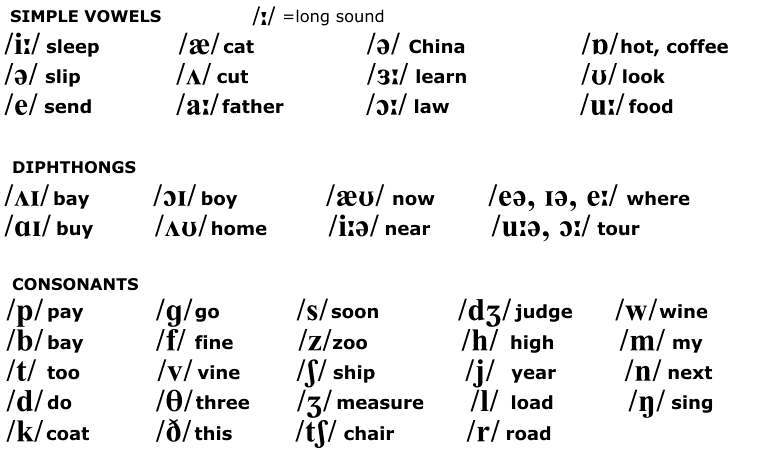 SIMPLE VOWELS /ː/ =long sound
/iː/ sleep /æ/ cat /ə/ China /ɒ/ hot, coffee
/ə/ slip /ʌ/ cut /ɜː/ learn /ʊ/ look
/e/ send /aː/ father /ɔː/ law /uː/ food
DIPHTHONGS
/ʌɪ/ bay /ɔɪ/ boy /æʊ/ now /eə, ɪə, eː/ where
/ɑɪ/ buy /ʌʊ/ home /iːə/ near /uːə, ɔː/ tour
CONSONANTS
/p/ pay /ɡ/ go /s/ soon /dʒ/ judge /w/ wine
/b/ bay /f/ fine /z/ zoo /h/ high /m/ my
/t/ too /v/ vine /ʃ/ ship /j/ year /n/ next
/d/ do /θ/ three /ʒ/ measure /l/ load /ŋ/ sing
/k/ coat /ð/ this /tʃ/ chair /r/ road